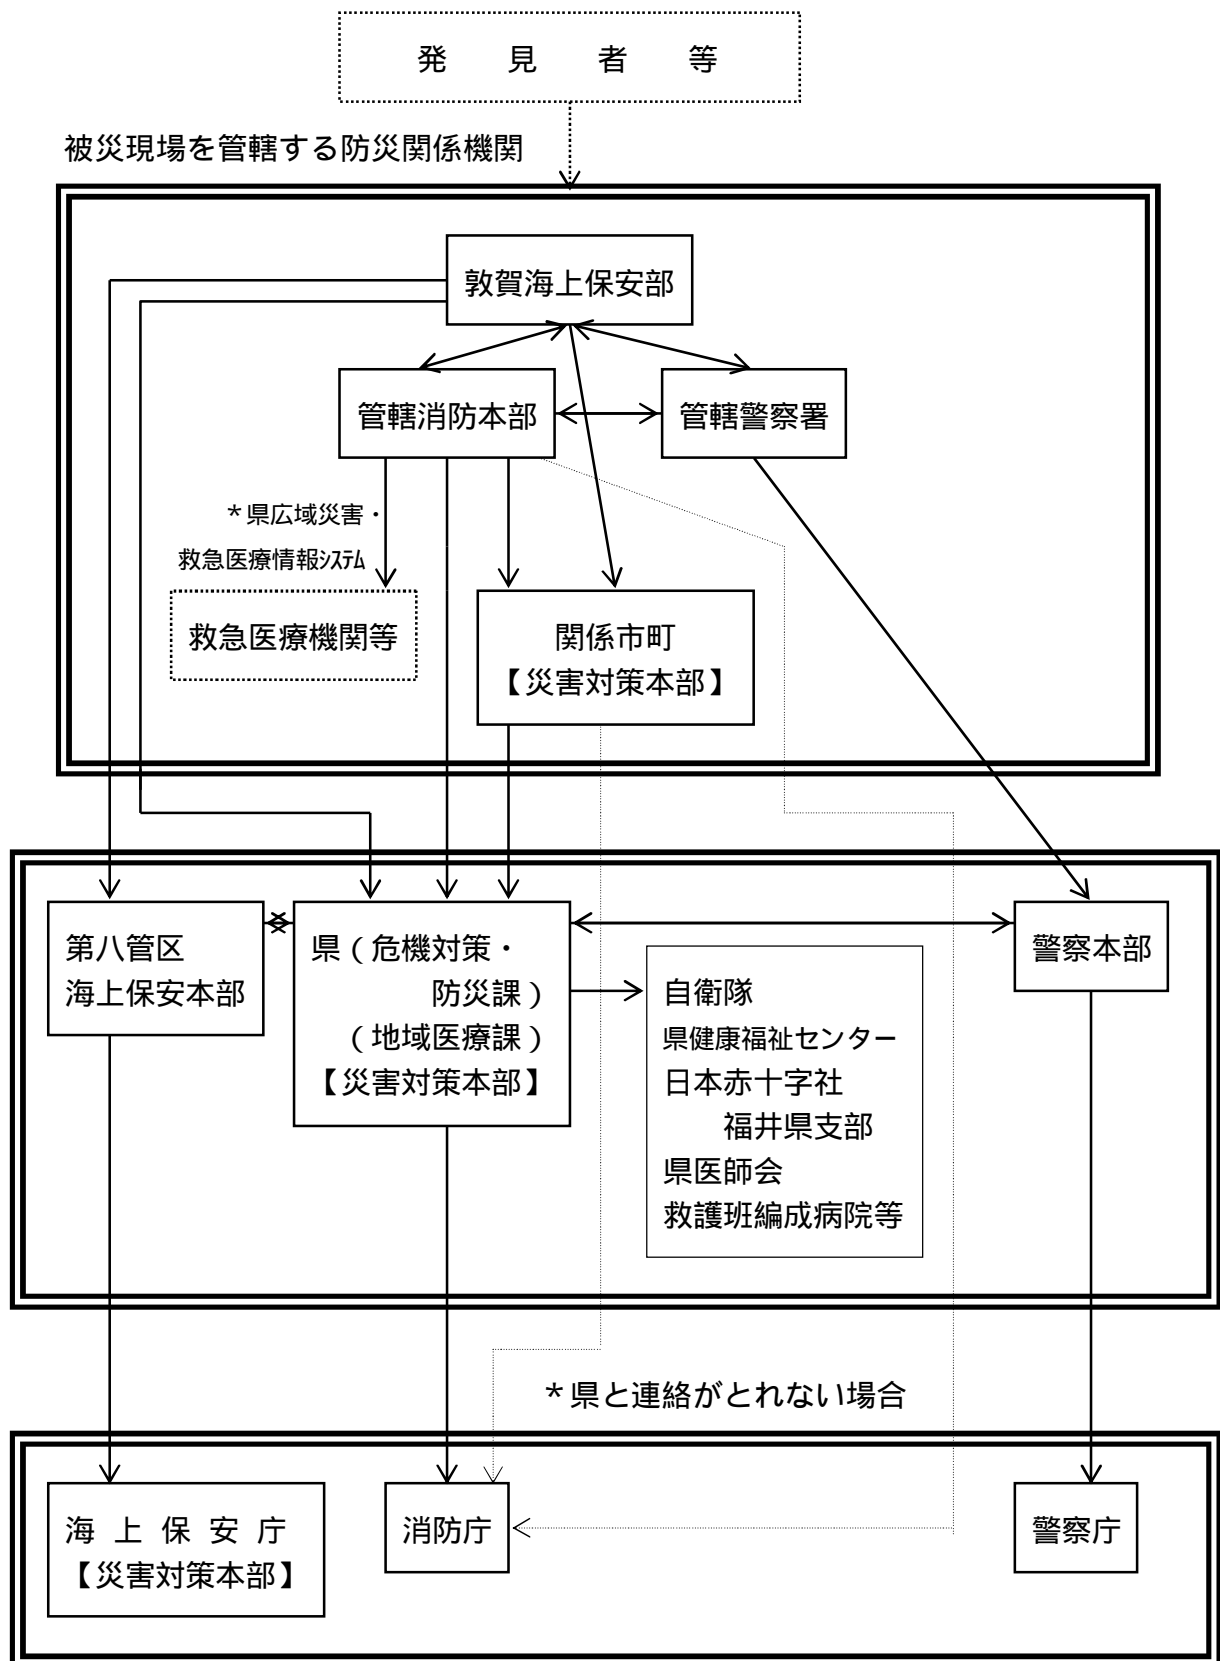 発見者等
被災現場を管轄する防災関係機関
敦賀海上保安部
管轄消防本部
管轄警察署
*県広域災害・
救急医療情報ｼｽﾃﾑ
救急医療機関等
関係市町
【災害対策本部】
第八管区
海上保安本部
県（危機対策・
防災課）
（地域医療課）
【災害対策本部】
自衛隊
県健康福祉センター
日本赤十字社
福井県支部
県医師会
救護班編成病院等
警察本部
*県と連絡がとれない場合
海上保安庁
【災害対策本部】
消防庁
警察庁